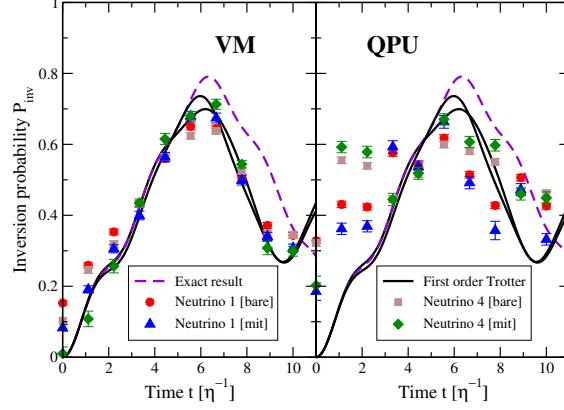 VM
QPU
Inversion probability P_inv
1
0.8
0.6
0.4
0.2
0
Exact result
Neutrino 1 [bare]
Neutrino 1 [mit]
First order Trotter
Neutrino 4 [bare]
Neutrino 4 [mit]
0 2 4 6 8 10 0 2 4 6 8 10
Time t [η⁻¹] Time t [η⁻¹]